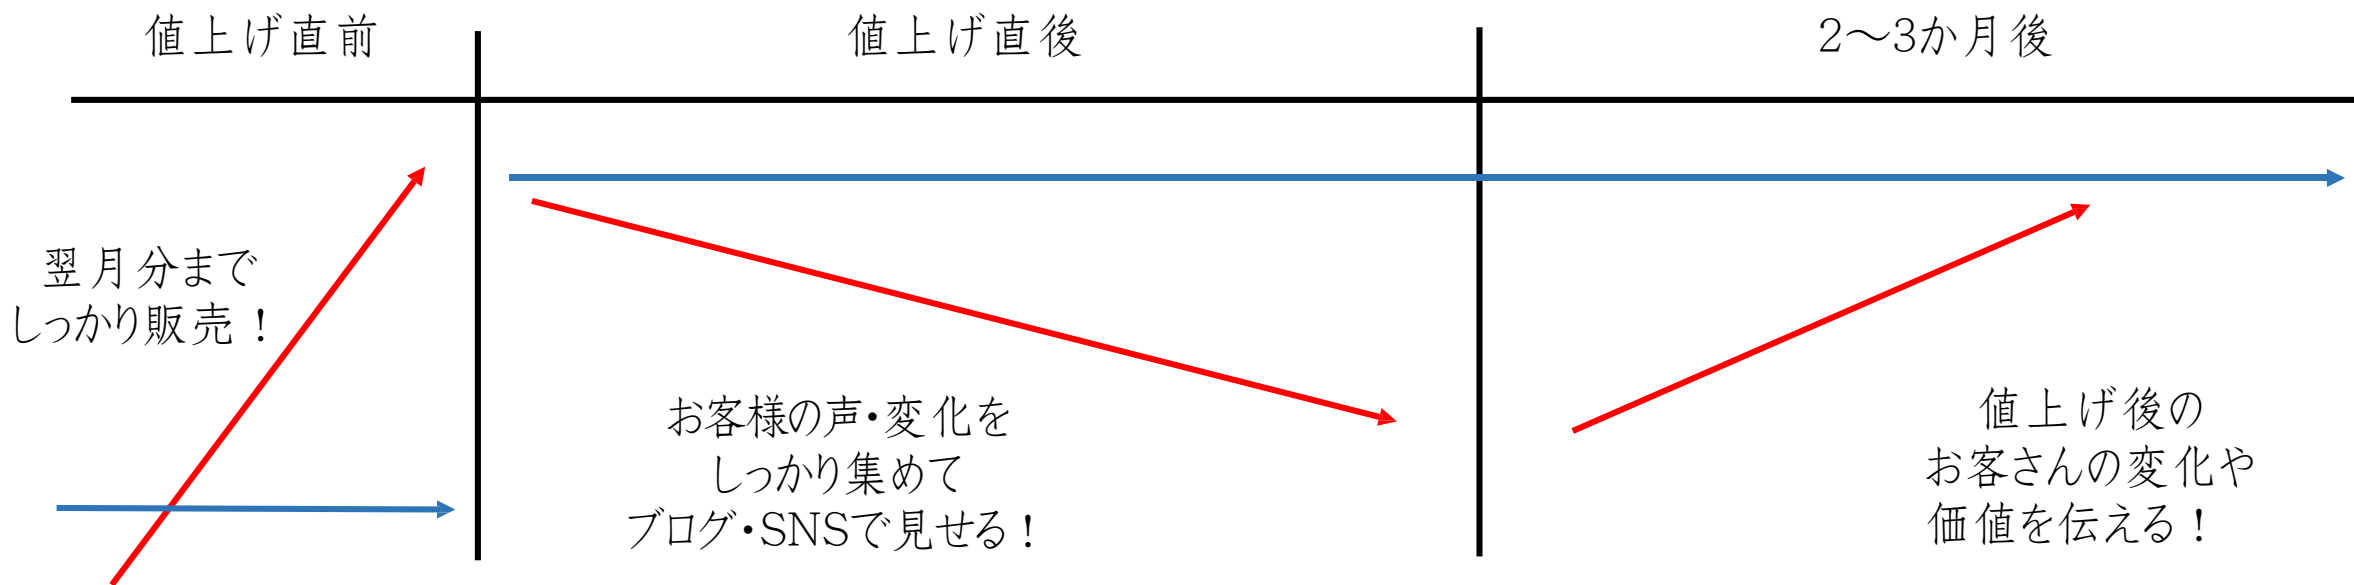 値上げ直前
値上げ直後
2～3か月後
翌月分まで
しっかり販売！
お客様の声・変化を
しっかり集めて
ブログ・SNSで見せる！
値上げ後の
お客さんの変化や
価値を伝える！